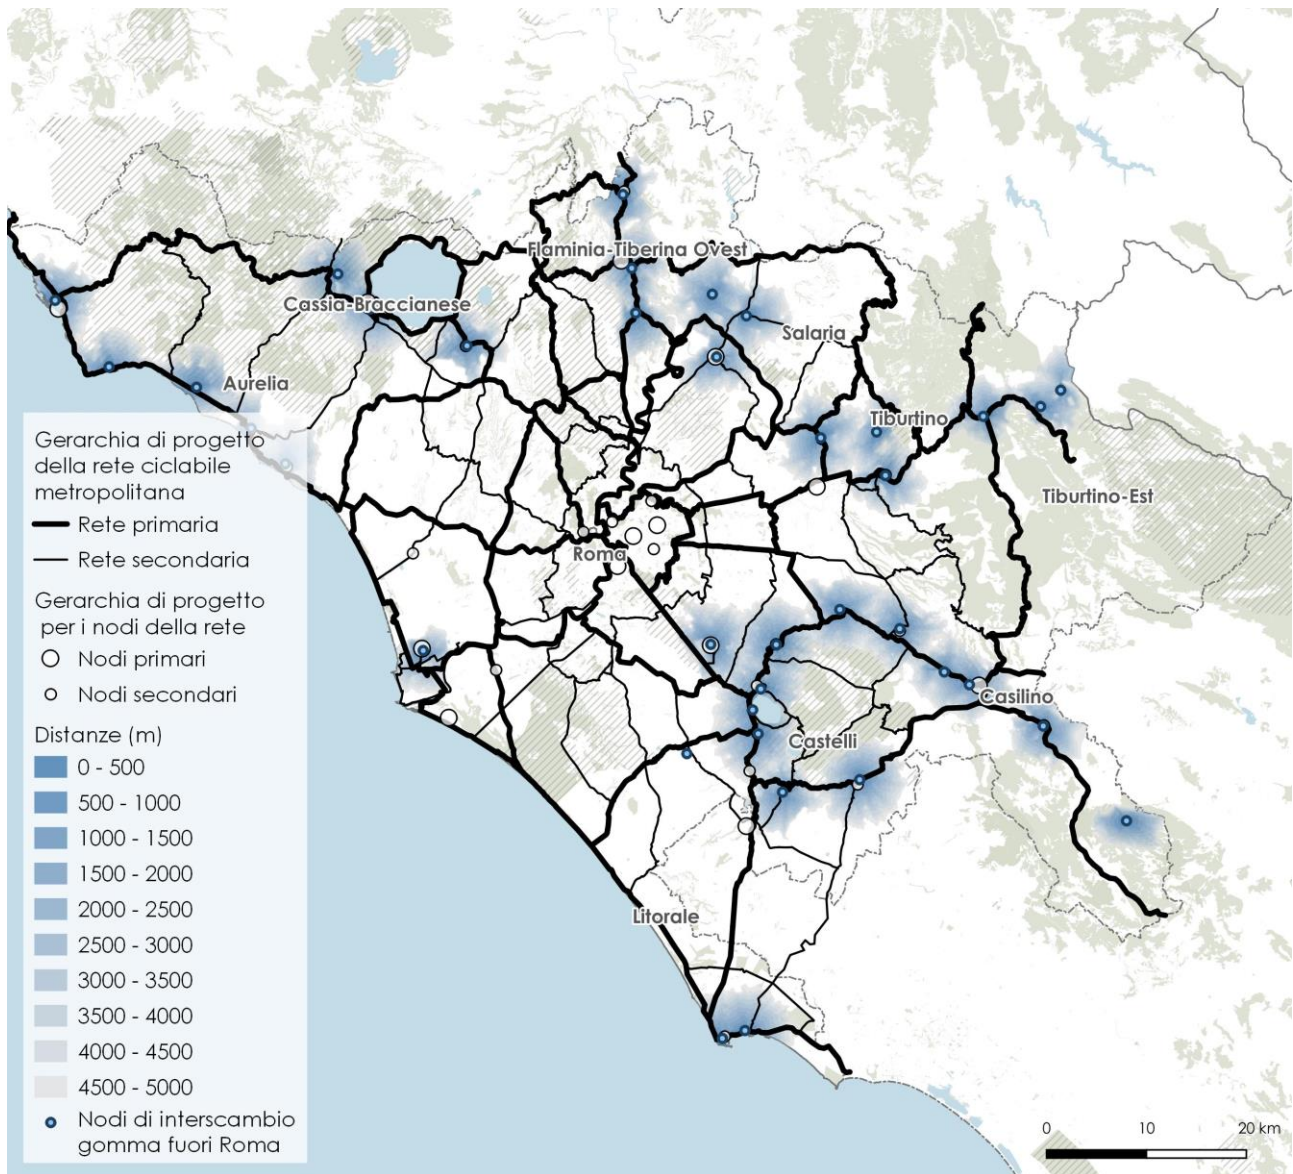 Flaminia-Tiberina Ovest
Cassia-Braccianese
Salaria
Aurelia
Tiburtino
Tiburtino-Est
Roma
Casilino
Castelli
Litorale
Gerarchia di progetto
della rete ciclabile
metropolitana
Rete primaria
Rete secondaria
Gerarchia di progetto
per i nodi della rete
Nodi primari
Nodi secondari
Distanze (m)
0 - 500
500 - 1000
1000 - 1500
1500 - 2000
2000 - 2500
2500 - 3000
3000 - 3500
3500 - 4000
4000 - 4500
4500 - 5000
Nodi di interscambio
gomma fuori Roma
0 10 20 km